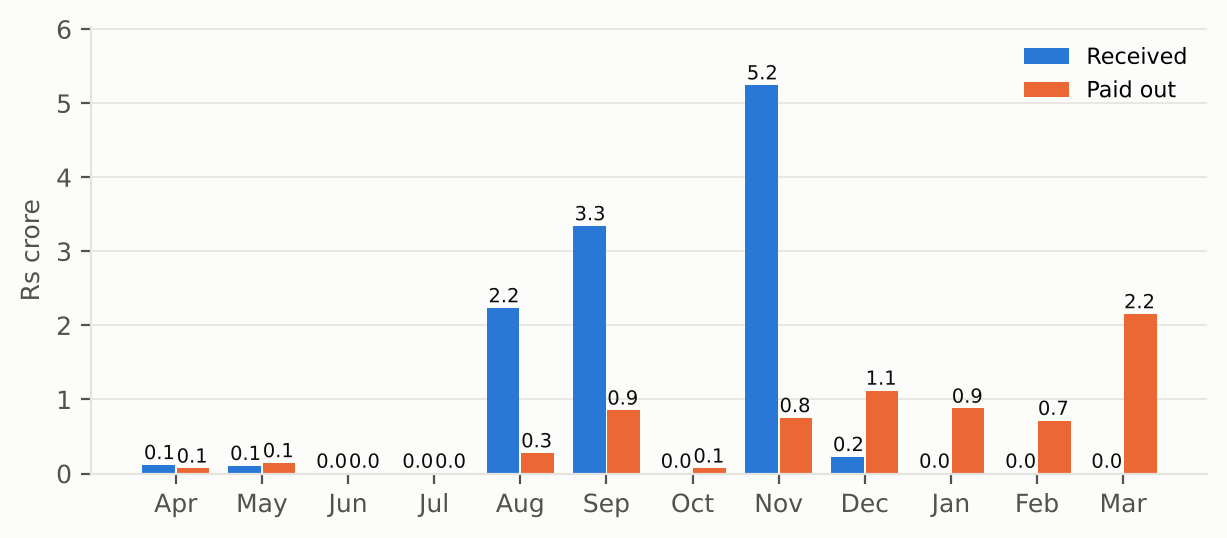 Rs crore
6
5
4
3
2
1
0
Received
Paid out
0.1 0.1 0.1 0.1 0.0 0.0 0.0 0.0 2.2 0.3 3.3 0.9 0.0 0.1 5.2 0.8 0.2 1.1 0.0 0.9 0.0 0.7 0.0 2.2
Apr May Jun Jul Aug Sep Oct Nov Dec Jan Feb Mar